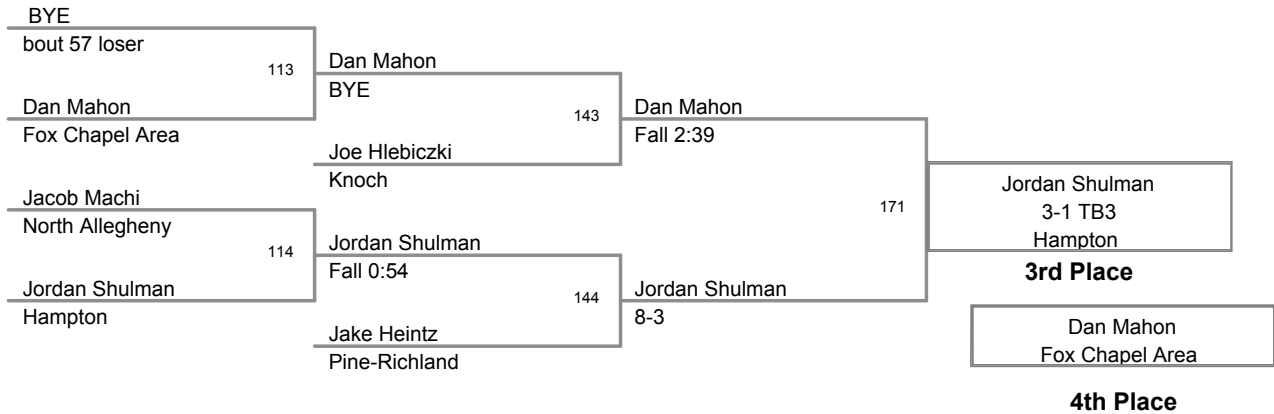 BYE
bout 57 loser
113
Dan Mahon
Fox Chapel Area
Jacob Machi
North Allegheny
114
Jordan Shulman
Hampton
Dan Mahon
BYE
143
Joe Hlebiczki
Knoch
Jordan Shulman
Fall 0:54
144
Jake Heintz
Pine-Richland
Dan Mahon
Fall 2:39
171
Jordan Shulman
8-3
Jordan Shulman
3-1 TB3
Hampton
3rd Place
Dan Mahon
Fox Chapel Area
4th Place